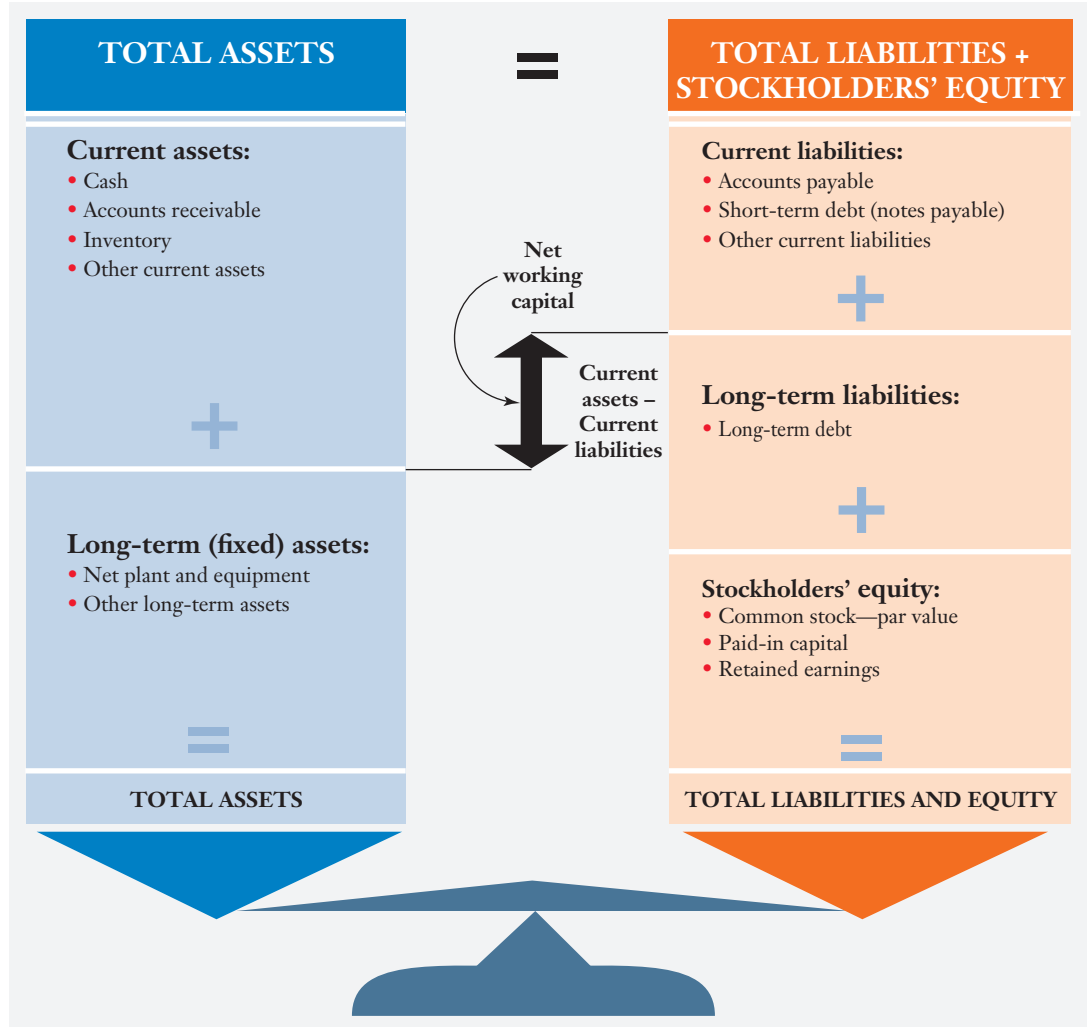 TOTAL ASSETS
=
TOTAL LIABILITIES +
STOCKHOLDERS’ EQUITY
Current assets:
• Cash
• Accounts receivable
• Inventory
• Other current assets
+
Long-term (fixed) assets:
• Net plant and equipment
• Other long-term assets
=
TOTAL ASSETS
Net
working
capital
Current
assets –
Current
liabilities
Current liabilities:
• Accounts payable
• Short-term debt (notes payable)
• Other current liabilities
+
Long-term liabilities:
• Long-term debt
+
Stockholders’ equity:
• Common stock—par value
• Paid-in capital
• Retained earnings
=
TOTAL LIABILITIES AND EQUITY